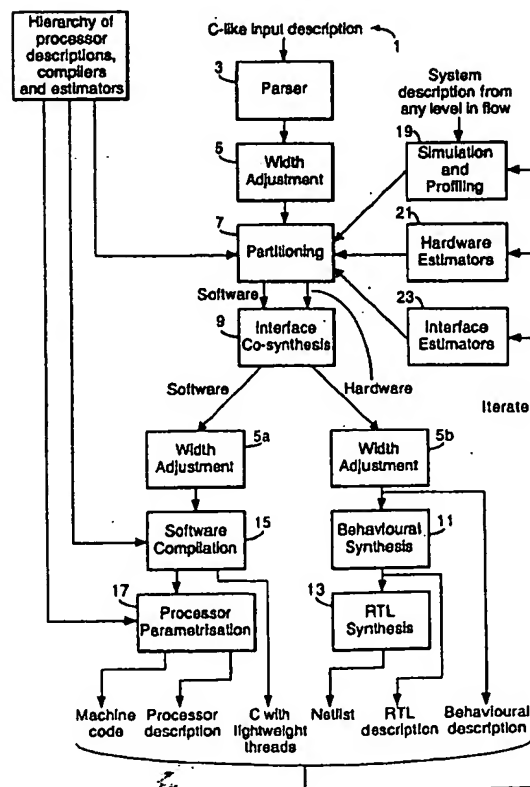 Hierarchy of
processor
descriptions,
compilers
and estimators
C-like input description
1
3
Parser
System
description from
any level in flow
5
Width
Adjustment
19
Simulation
and
Profiling
7
Partitioning
21
Hardware
Estimators
Software
9
Interface
Co-synthesis
23
Interface
Estimators
Software
Hardware
Iterate
Width
Adjustment
5a
Width
Adjustment
5b
Software
Compilation
15
Behavioural
Synthesis
11
17
Processor
Parametrisation
13
RTL
Synthesis
Machine
code
Processor
description
C with
lightweight
threads
Netlist
RTL
description
Behavioural
description